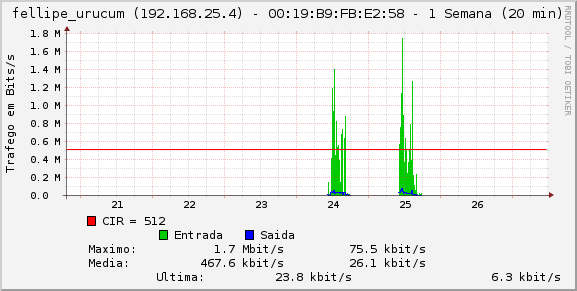 fellipe_urucum (192.168.25.4) - 00:19:B9:FB:E2:58 - 1 Semana (20 min)
RRDTOOL / TOBI OETIKER
Trafego em Bits/s
1.8 M
1.6 M
1.4 M
1.2 M
1.0 M
0.8 M
0.6 M
0.4 M
0.2 M
0.0
21 22 23 24 25 26
CIR = 512
Entrada Saida
Maximo: 1.7 Mbit/s 75.5 kbit/s
Media: 467.6 kbit/s 26.1 kbit/s
Ultima: 23.8 kbit/s 6.3 kbit/s